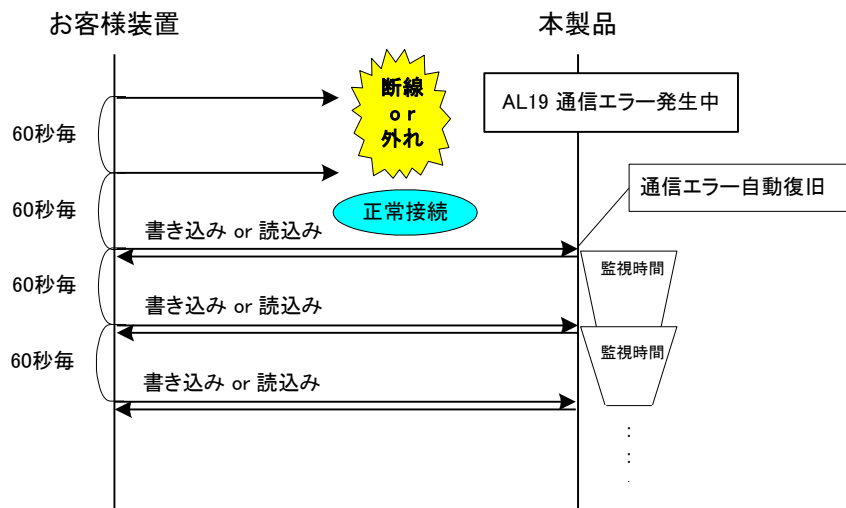 お客様装置
本製品
断線
or
外れ
AL19 通信エラー発生中
60秒毎
通信エラー自動復旧
60秒毎
正常接続
書き込み or 読込み
監視時間
60秒毎
書き込み or 読込み
監視時間
60秒毎
書き込み or 読込み